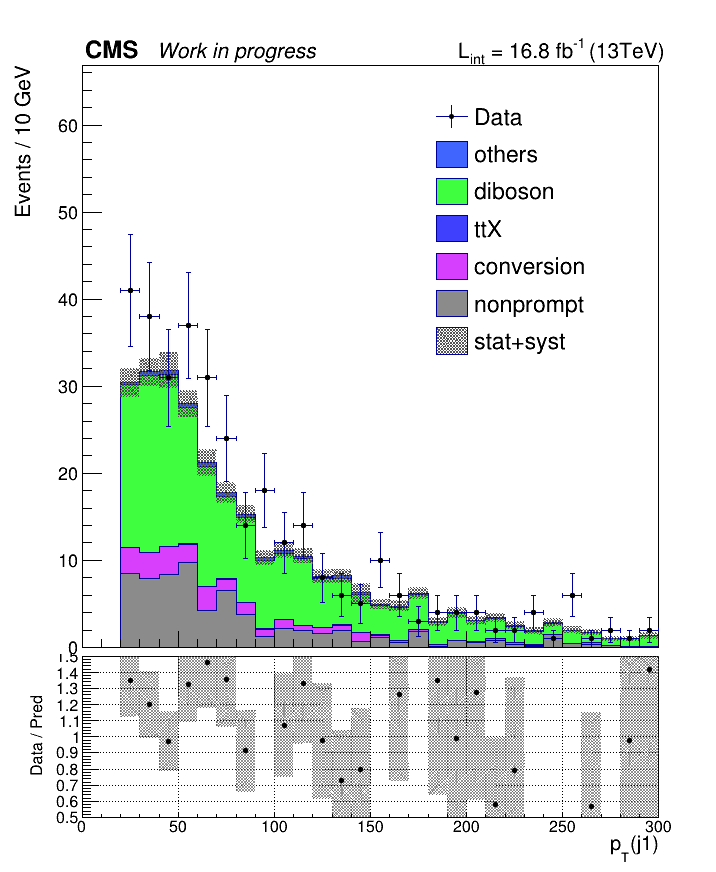 CMS Work in progress L_int = 16.8 fb^-1 (13TeV)
Events / 10 GeV
60
50
40
30
20
10
0
Data
others
diboson
ttX
conversion
nonprompt
stat+syst
Data / Pred
1.5
1.4
1.3
1.2
1.1
1
0.9
0.8
0.7
0.6
0.5
0 50 100 150 200 250 300
p_T(j1)